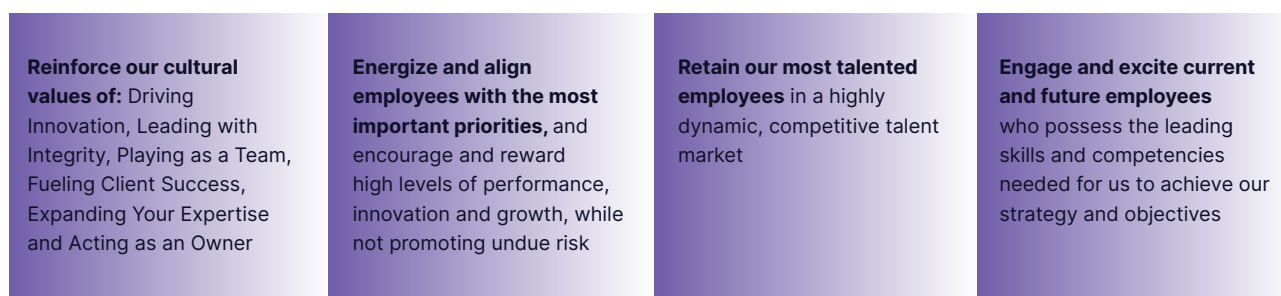 Reinforce our cultural
values of: Driving
Innovation, Leading with
Integrity, Playing as a Team,
Fueling Client Success,
Expanding Your Expertise
and Acting as an Owner
Energize and align
employees with the most
important priorities, and
encourage and reward
high levels of performance,
innovation and growth, while
not promoting undue risk
Retain our most talented
employees in a highly
dynamic, competitive talent
market
Engage and excite current
and future employees
who possess the leading
skills and competencies
needed for us to achieve our
strategy and objectives